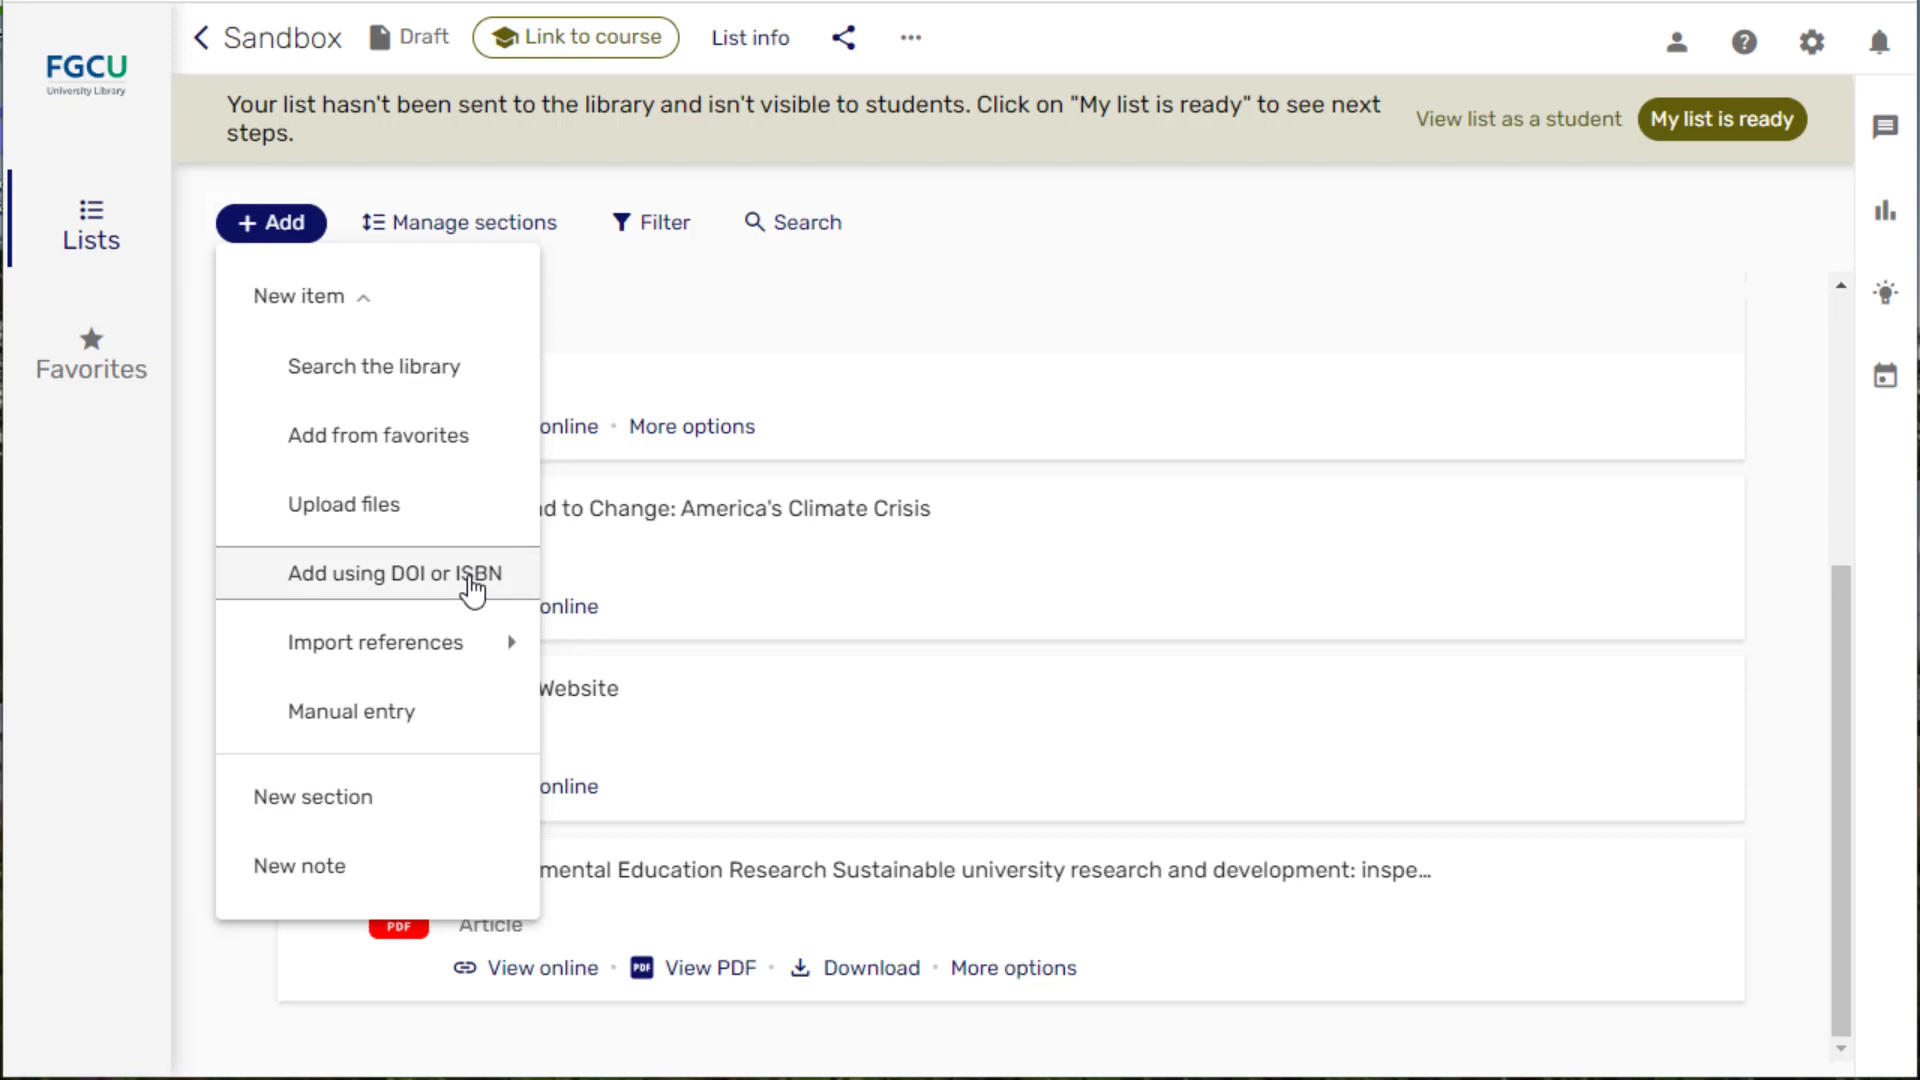 FGCU
University Library
Sandbox
Draft
Link to course
List info
Your list hasn't been sent to the library and isn't visible to students. Click on "My list is ready" to see next
steps.
View list as a student
My list is ready
Lists
Favorites
+ Add
Manage sections
Filter
Search
New item
Search the library
Add from favorites
Upload files
Add using DOI or ISBN
Import references
Manual entry
New section
New note
online • More options
nd to Change: America's Climate Crisis
online
Website
online
mental Education Research Sustainable university research and development: inspe...
PDF
Article
View online • PDF View PDF • Download • More options